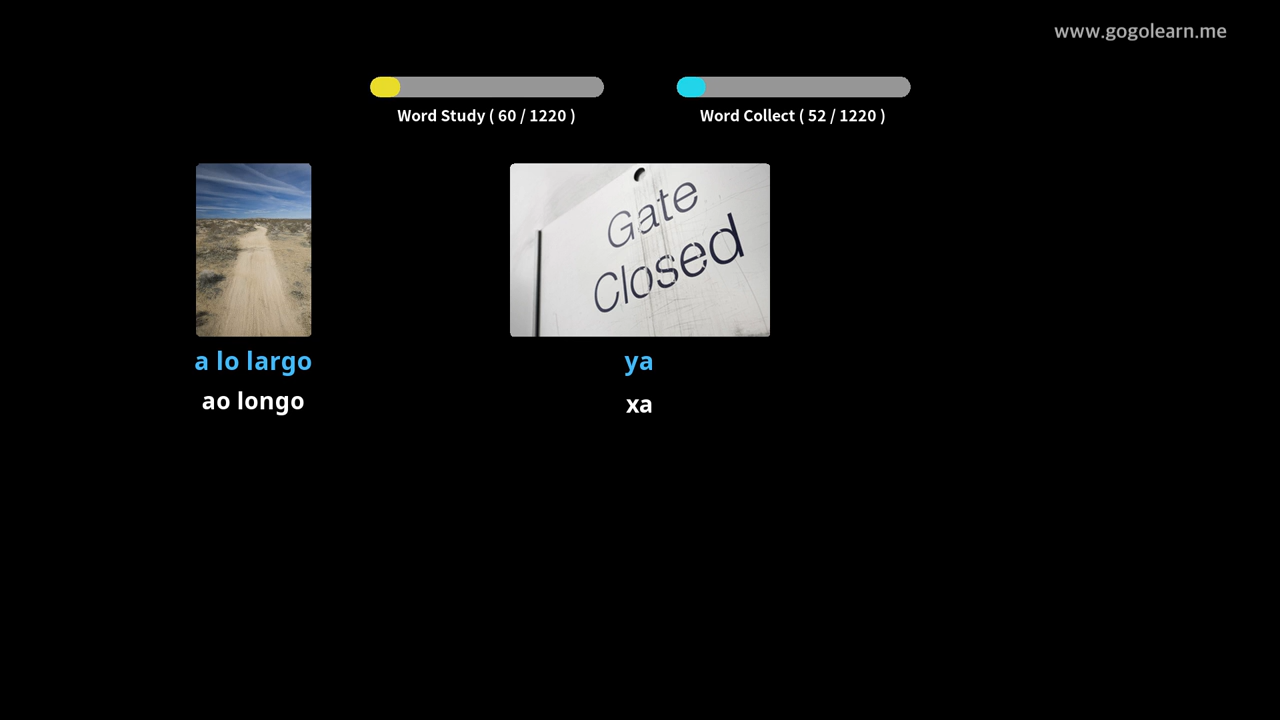 www.gogolearn.me
Word Study ( 60 / 1220 )
Word Collect ( 52 / 1220 )
Gate
Closed
a lo largo
ya
ao longo
xa